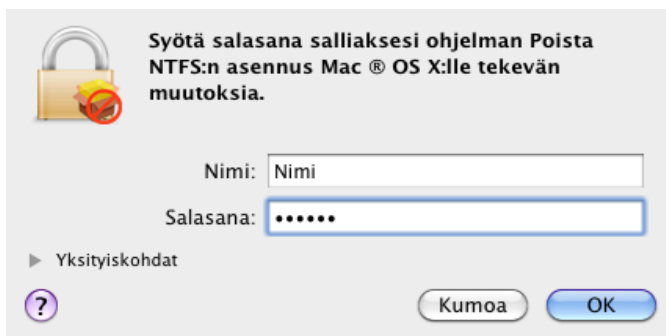 Syötä salasana salliaksesi ohjelman Poista
NTFS:n asennus Mac ® OS X:lle tekevän
muutoksia.
Nimi: Nimi
Salasana: ••••••
Yksityiskohdat
? Kumoa OK